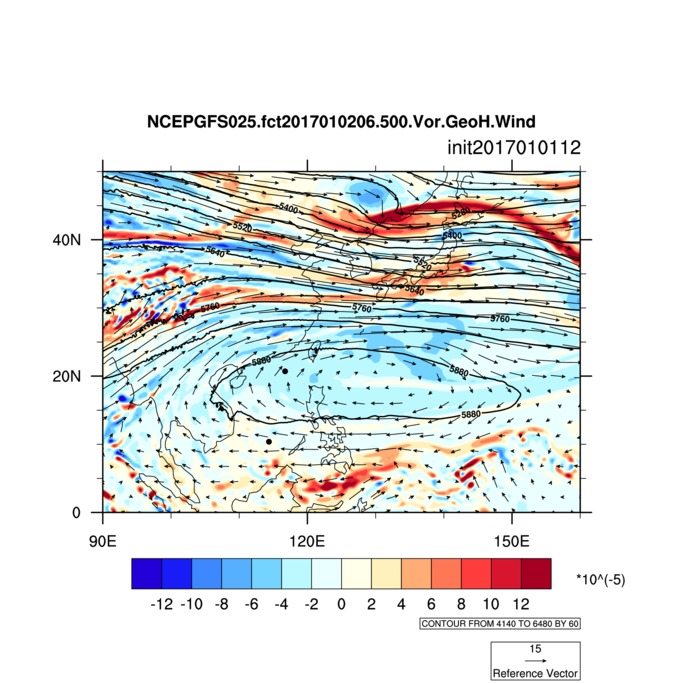 NCEPGFS025.fct2017010206.500.Vor.GeoH.Wind
init2017010112
5400
5280
5520
5400
5640
5520
5640
5760
5760
5760
5880
5880
5880
40N
20N
0
90E 120E 150E
-12 -10 -8 -6 -4 -2 0 2 4 6 8 10 12 *10^(-5)
CONTOUR FROM 4140 TO 6480 BY 60
15
Reference Vector